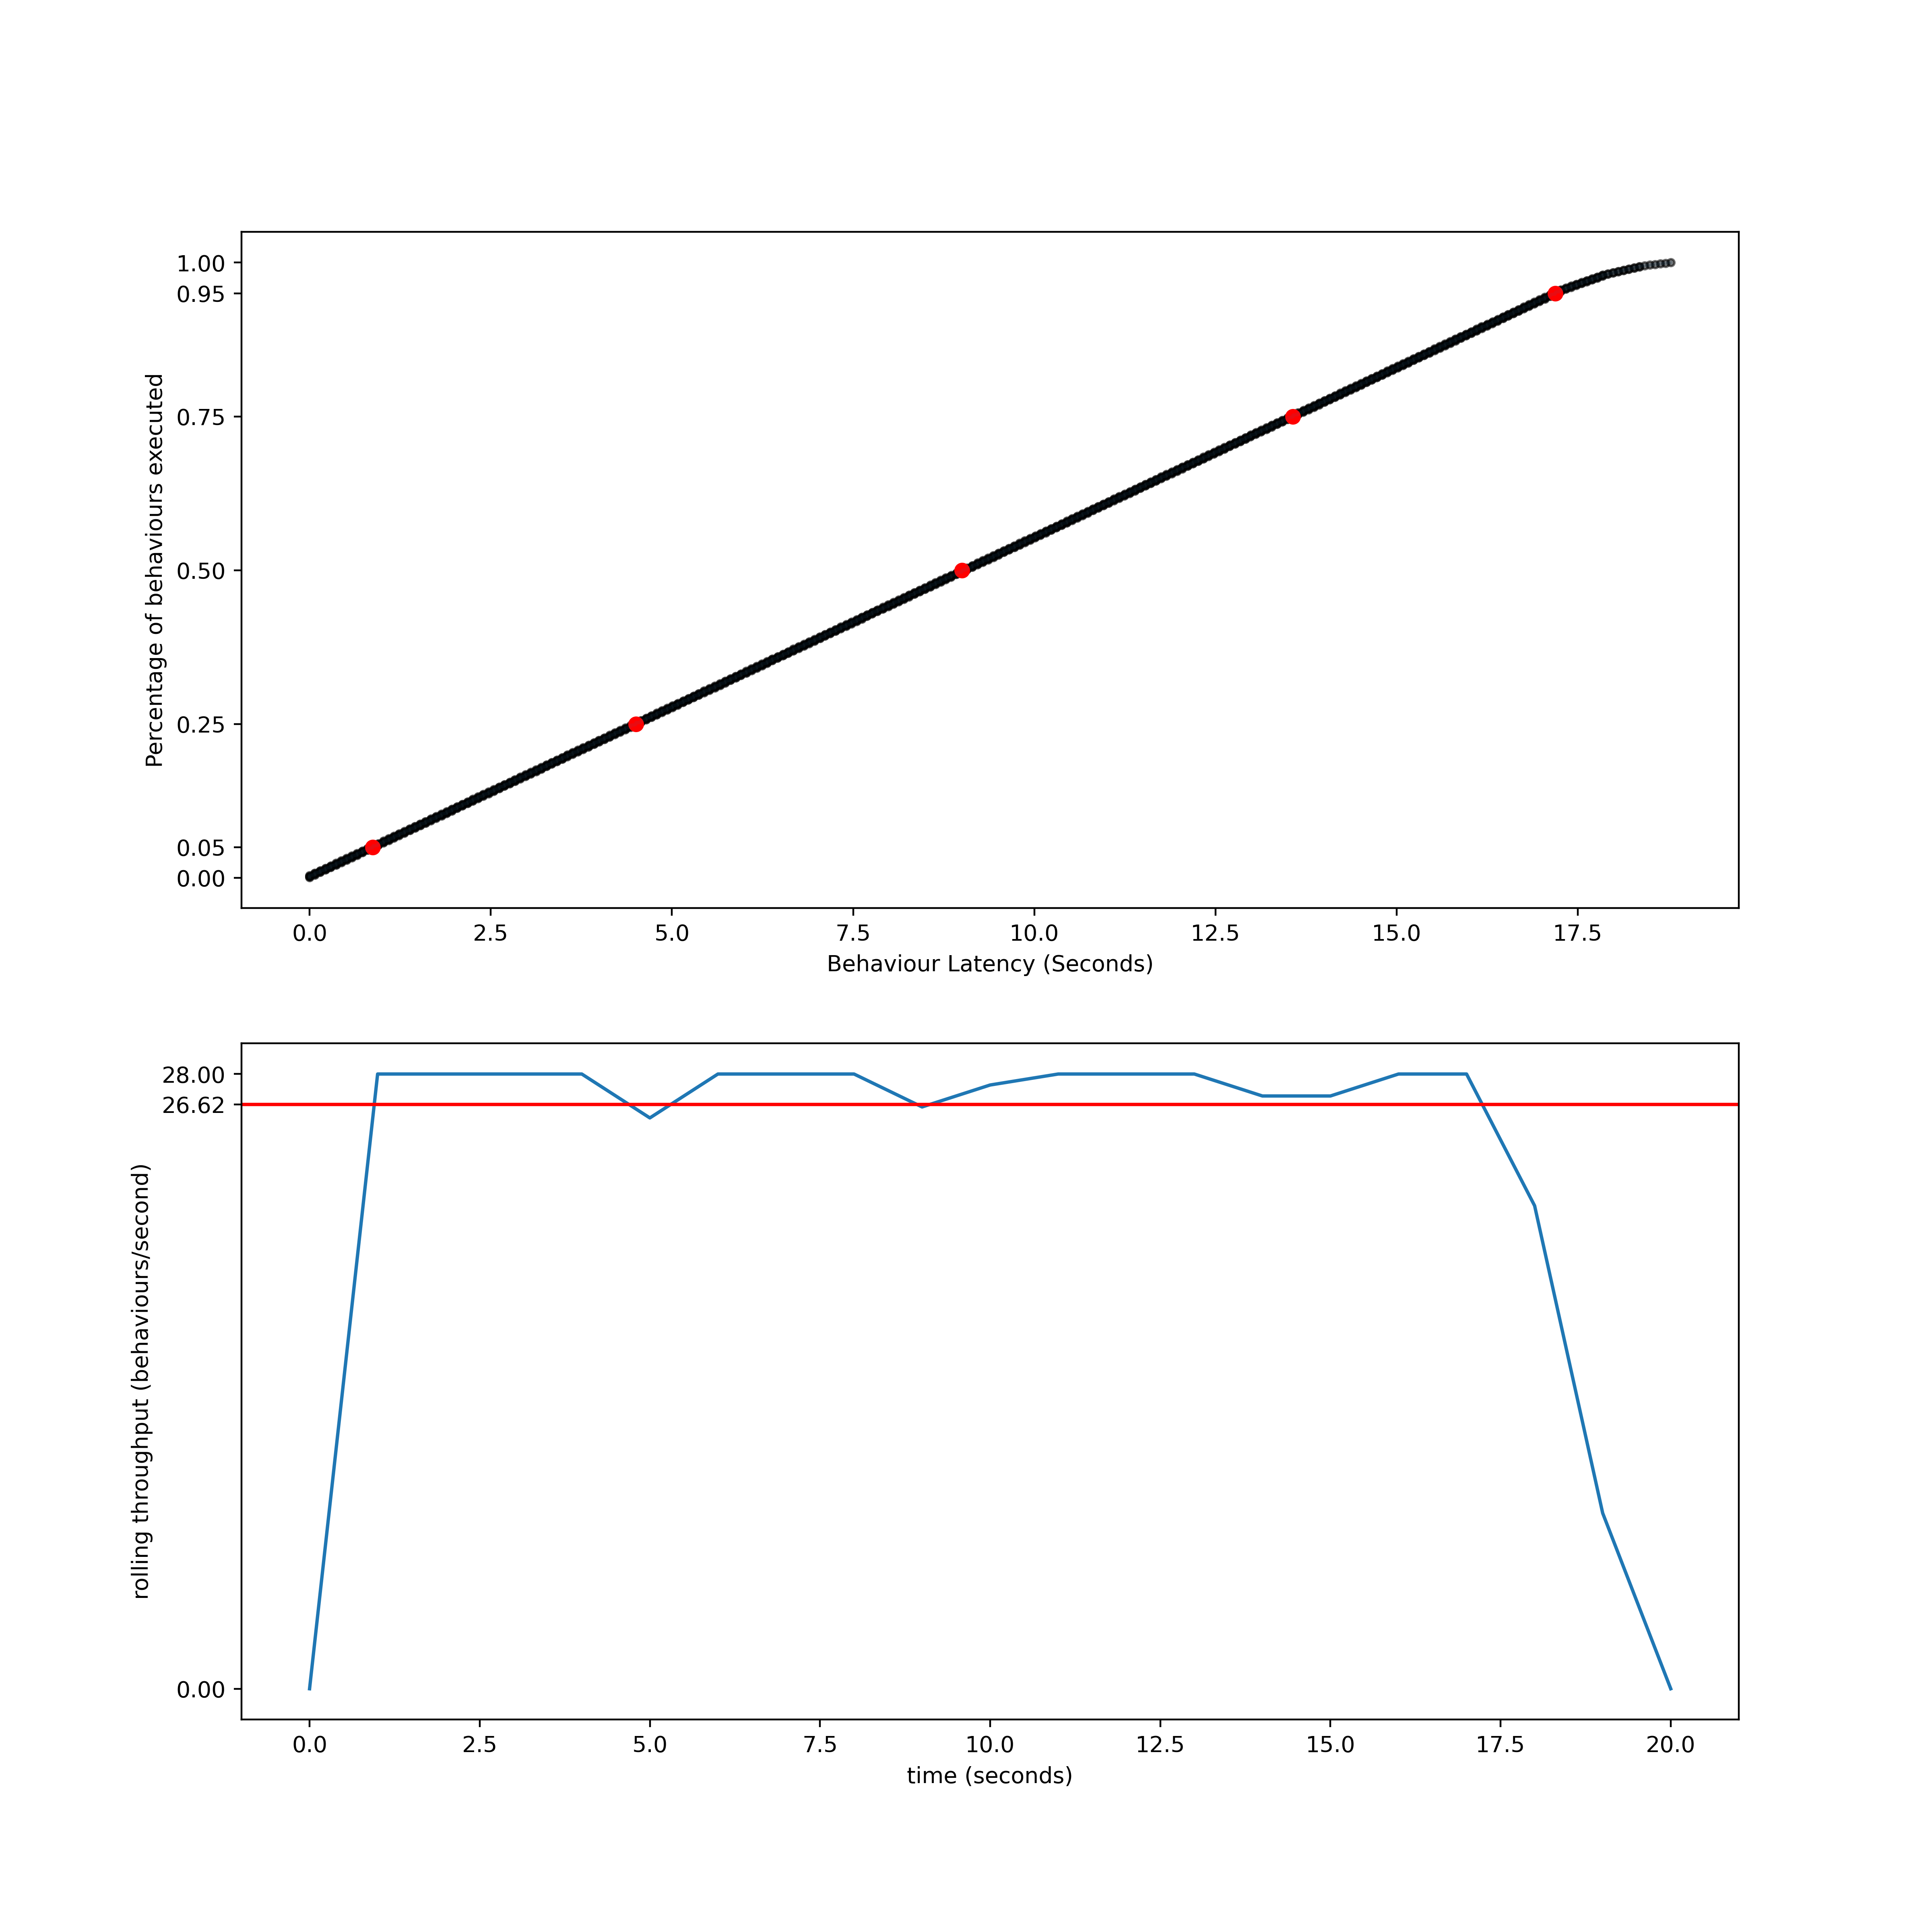 1.00
0.95
0.75
0.50
0.25
0.05
0.00
Percentage of behaviours executed
0.0 2.5 5.0 7.5 10.0 12.5 15.0 17.5
Behaviour Latency (Seconds)
28.00
26.62
0.00
rolling throughput (behaviours/second)
0.0 2.5 5.0 7.5 10.0 12.5 15.0 17.5 20.0
time (seconds)